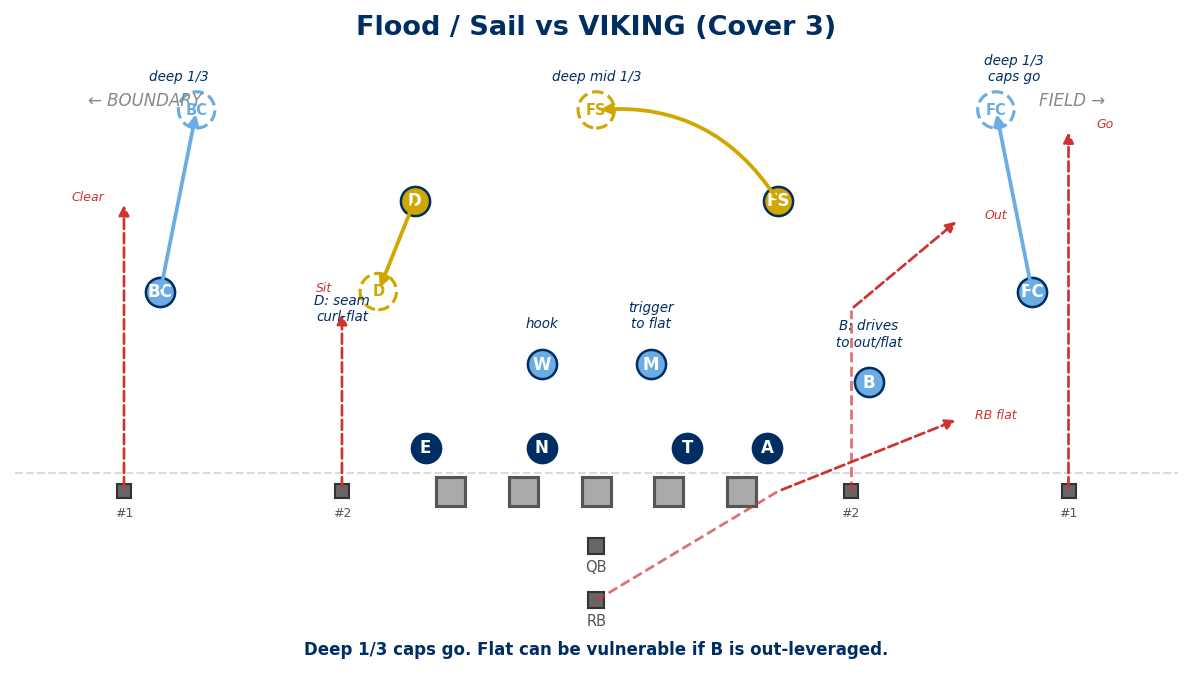 Flood / Sail vs VIKING (Cover 3)
deep 1/3
caps go
deep 1/3
deep mid 1/3
← BOUNDARY
FIELD →
BC
FS
FC
Go
Clear
D
FS
Out
Sit
BC
D
FC
D: seam
curl-flat
hook
trigger
to flat
B: drives
to out/flat
W
M
B
RB flat
E
N
T
A
#1
#2
#2
#1
QB
RB
Deep 1/3 caps go. Flat can be vulnerable if B is out-leveraged.